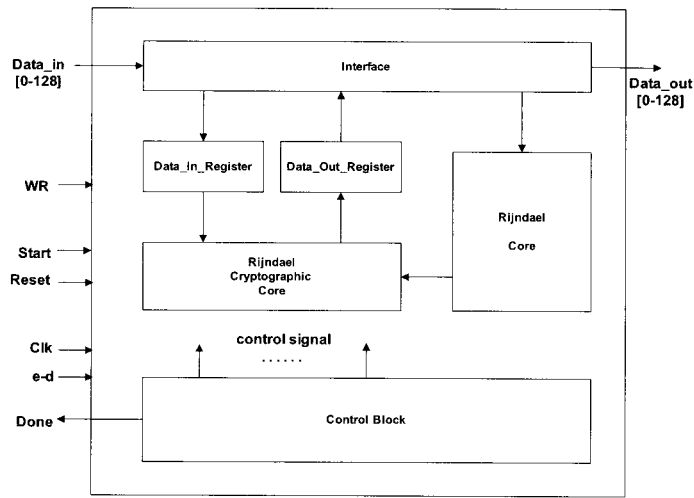 Data_in
[0-128]
Interface
Data_out
[0-128]
Data_In_Register
Data_Out_Register
WR
Rijndael
Core
Start
Reset
Rijndael
Cryptographic
Core
control signal
......
Clk
e-d
Done
Control Block